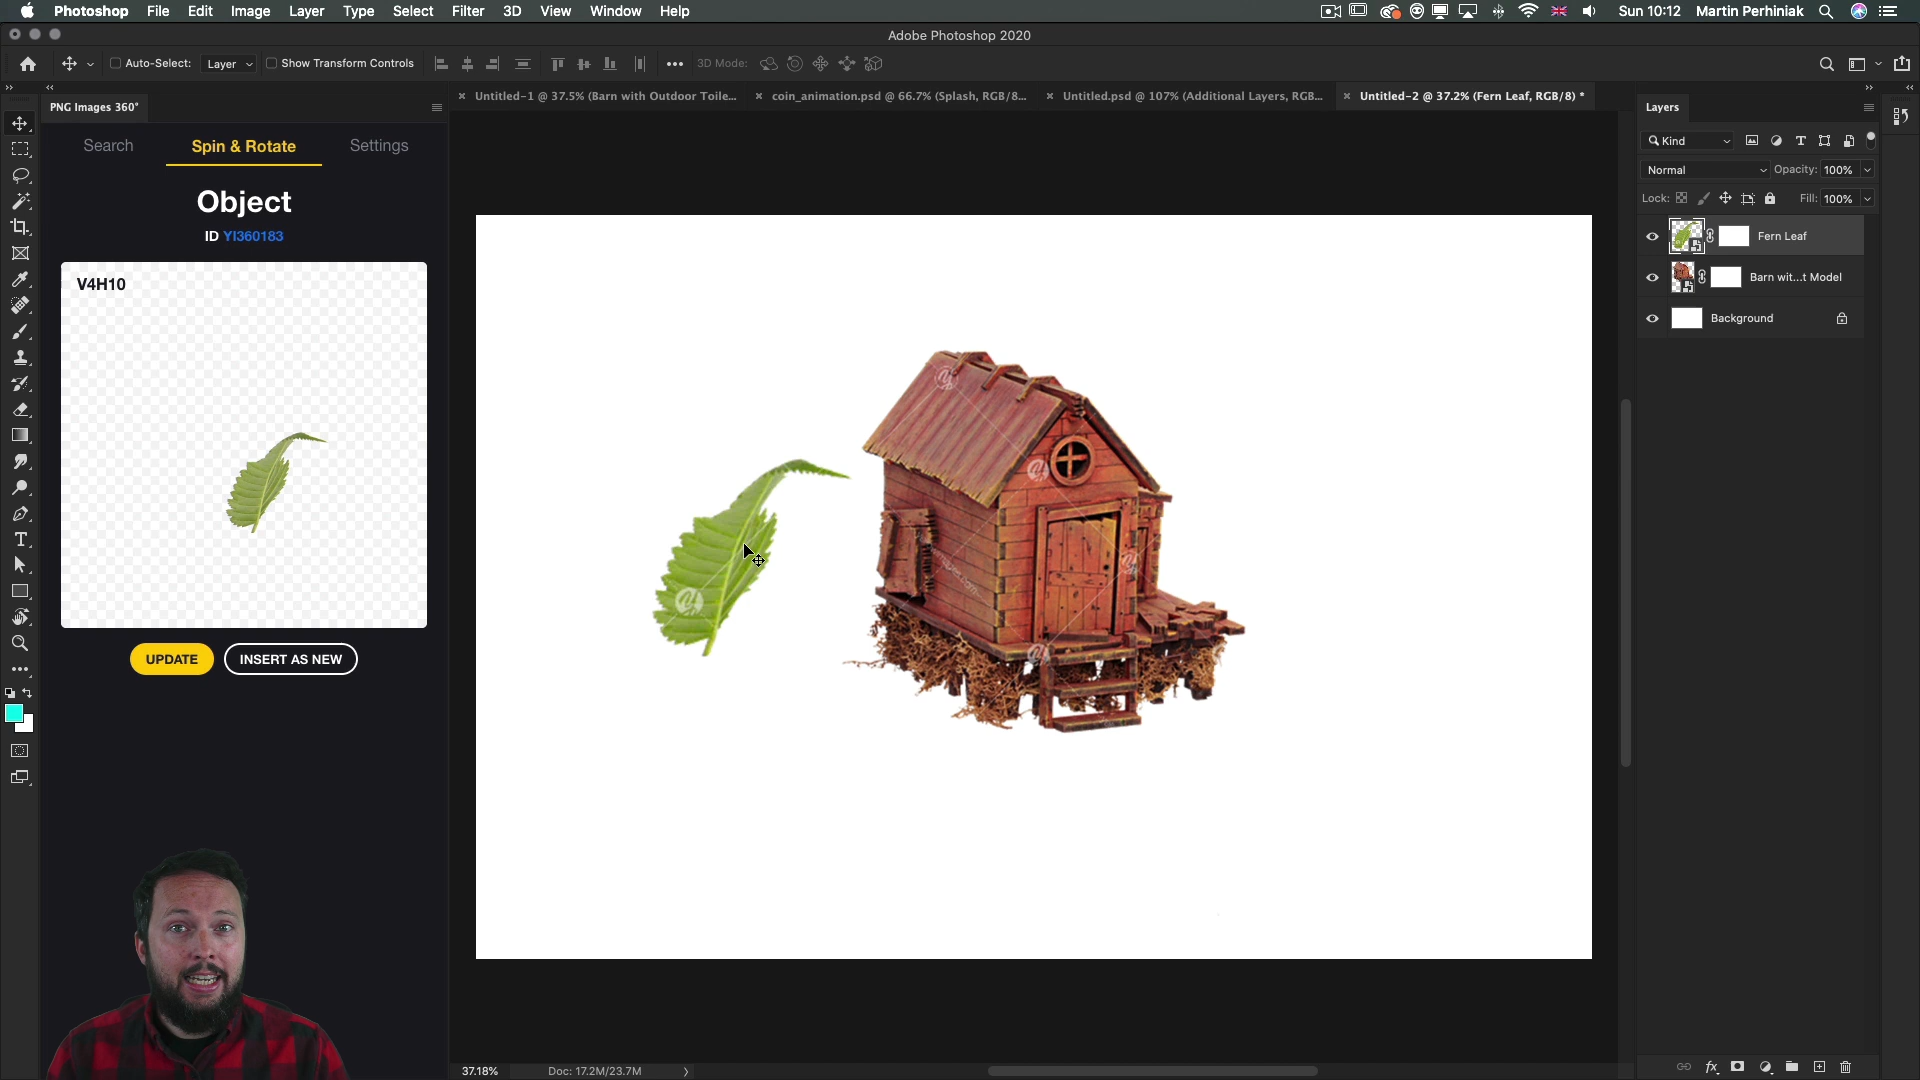 Photoshop File Edit Image Layer Type Select Filter 3D View Window Help Sun 10:12 Martin Perhiniak
Adobe Photoshop 2020
Auto-Select: Layer Show Transform Controls 3D Mode:
PNG Images 360°
Untitled-1 @ 37.5% (Barn with Outdoor Toile... coin_animation.psd @ 66.7% (Splash, RGB/8... Untitled.psd @ 107% (Additional Layers, RGB... Untitled-2 @ 37.2% (Fern Leaf, RGB/8) *
Search Spin & Rotate Settings
Object
ID YI360183
V4H10
UPDATE INSERT AS NEW
Layers
Kind
Normal Opacity: 100%
Lock: Fill: 100%
Fern Leaf
Barn wit...t Model
Background
37.18% Doc: 17.2M/23.7M